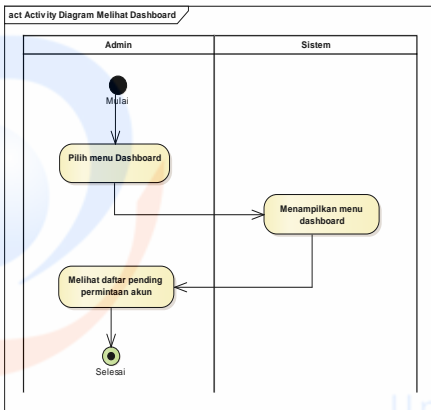 act Activity Diagram Melihat Dashboard
Admin
Sistem
Mulai
Pilih menu Dashboard
Menampilkan menu
dashboard
Melihat daftar pending
permintaan akun
Selesai